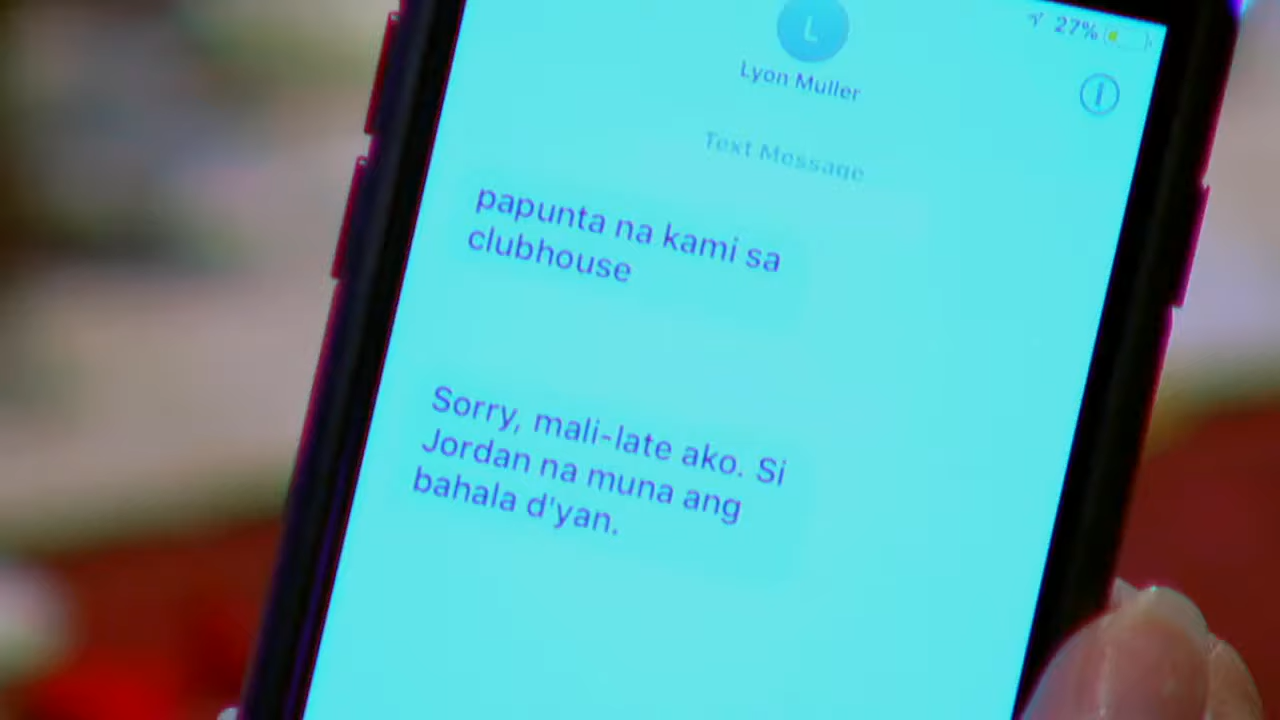 L
27%
Lyon Muller
Text Message
papunta na kami sa
clubhouse
Sorry, mali-late ako. Si
Jordan na muna ang
bahala d'yan.